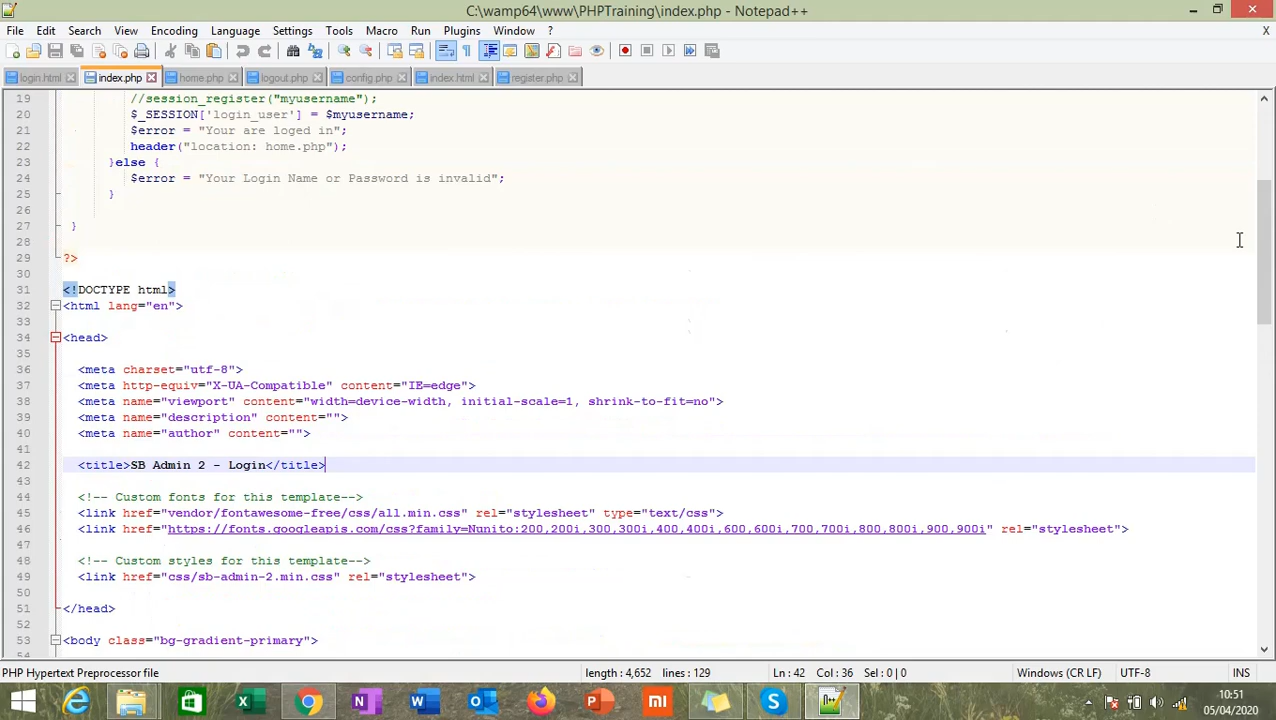 C:\wamp64\www\PHPTraining\index.php - Notepad++
File Edit Search View Encoding Language Settings Tools Macro Run Plugins Window ? X
login.html index.php home.php logout.php config.php index.html register.php
19 //session_register("myusername");
20 $_SESSION['login_user'] = $myusername;
21 $error = "Your are loged in";
22 header("location: home.php");
23 }else {
24 $error = "Your Login Name or Password is invalid";
25 }
26
27 }
28
29 ?>
30
31 <!DOCTYPE html>
32 <html lang="en">
33
34 <head>
35
36 <meta charset="utf-8">
37 <meta http-equiv="X-UA-Compatible" content="IE=edge">
38 <meta name="viewport" content="width=device-width, initial-scale=1, shrink-to-fit=no">
39 <meta name="description" content="">
40 <meta name="author" content="">
41
42 <title>SB Admin 2 - Login</title>
43
44 <!-- Custom fonts for this template-->
45 <link href="vendor/fontawesome-free/css/all.min.css" rel="stylesheet" type="text/css">
46 <link href="https://fonts.googleapis.com/css?family=Nunito:200,200i,300,300i,400,400i,600,600i,700,700i,800,800i,900,900i" rel="stylesheet">
47
48 <!-- Custom styles for this template-->
49 <link href="css/sb-admin-2.min.css" rel="stylesheet">
50
51 </head>
52
53 <body class="bg-gradient-primary">
PHP Hypertext Preprocessor file length : 4,652 lines : 129 Ln : 42 Col : 36 Sel : 0 | 0 Windows (CR LF) UTF-8 INS
10:51
05/04/2020